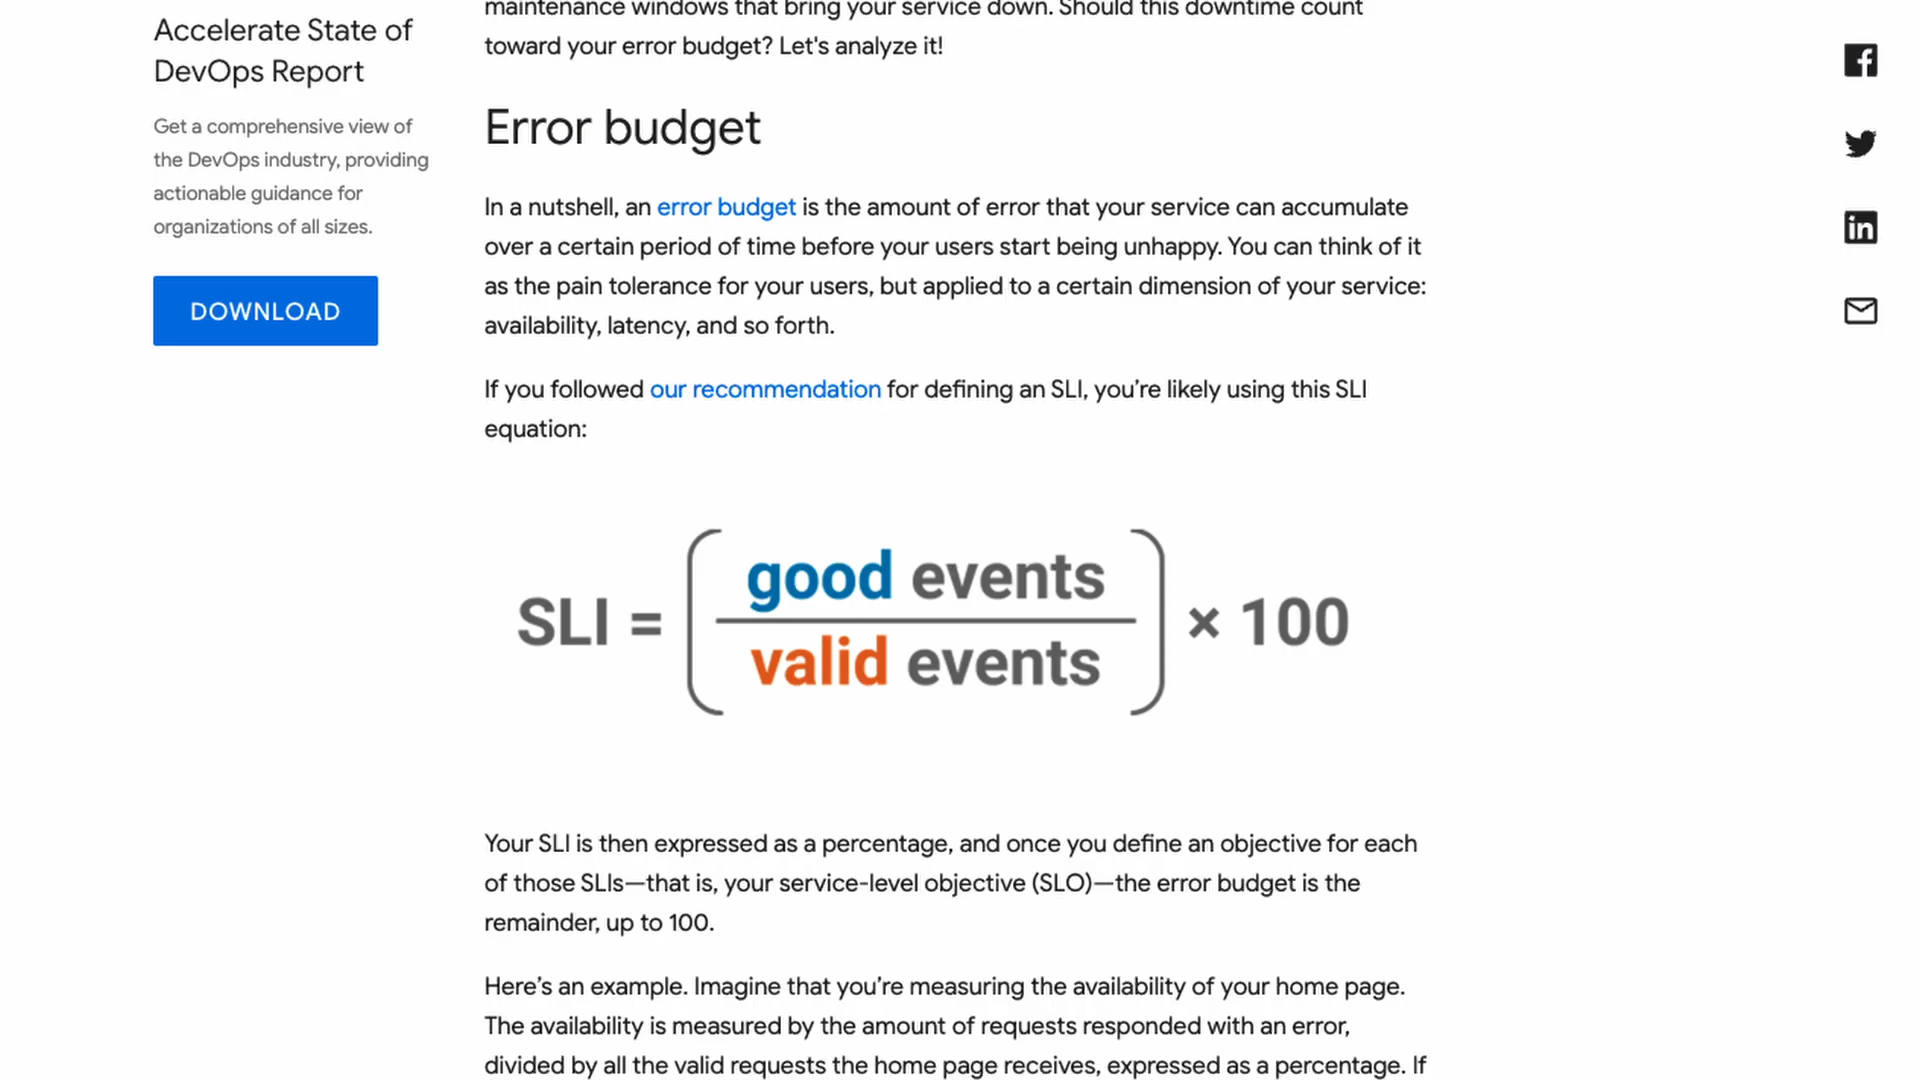 Accelerate State of
DevOps Report
Get a comprehensive view of
the DevOps industry, providing
actionable guidance for
organizations of all sizes.
DOWNLOAD
maintenance windows that bring your service down. Should this downtime count
toward your error budget? Let's analyze it!
Error budget
In a nutshell, an error budget is the amount of error that your service can accumulate
over a certain period of time before your users start being unhappy. You can think of it
as the pain tolerance for your users, but applied to a certain dimension of your service:
availability, latency, and so forth.
If you followed our recommendation for defining an SLI, you’re likely using this SLI
equation:
good events
SLI = × 100
valid events
Your SLI is then expressed as a percentage, and once you define an objective for each
of those SLIs—that is, your service-level objective (SLO)—the error budget is the
remainder, up to 100.
Here’s an example. Imagine that you’re measuring the availability of your home page.
The availability is measured by the amount of requests responded with an error,
divided by all the valid requests the home page receives, expressed as a percentage. If